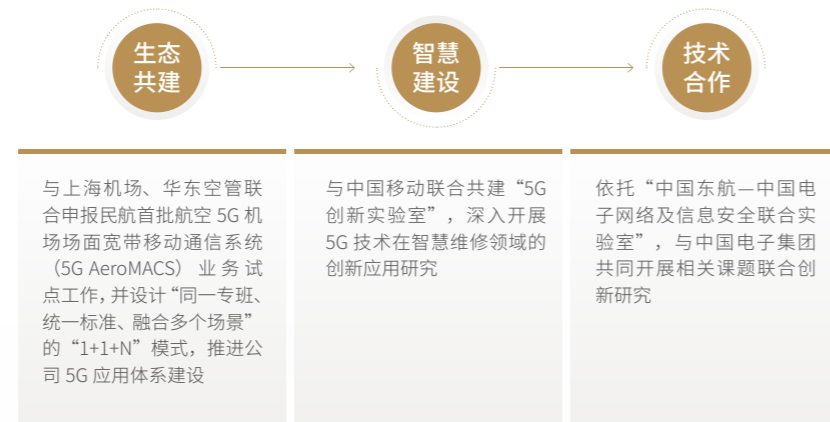 生态
共建
智慧
建设
技术
合作
与上海机场、华东空管联
合申报民航首批航空 5G 机
场场面宽带移动通信系统
（5G AeroMACS）业务试
点工作，并设计“同一专班、
统一标准、融合多个场景”
的“1+1+N”模式，推进公
司 5G 应用体系建设
与中国移动联合共建“5G
创新实验室”，深入开展
5G 技术在智慧维修领域的
创新应用研究
依托“中国东航—中国电
子网络及信息安全联合实
验室”，与中国电子集团
共同开展相关课题联合创
新研究